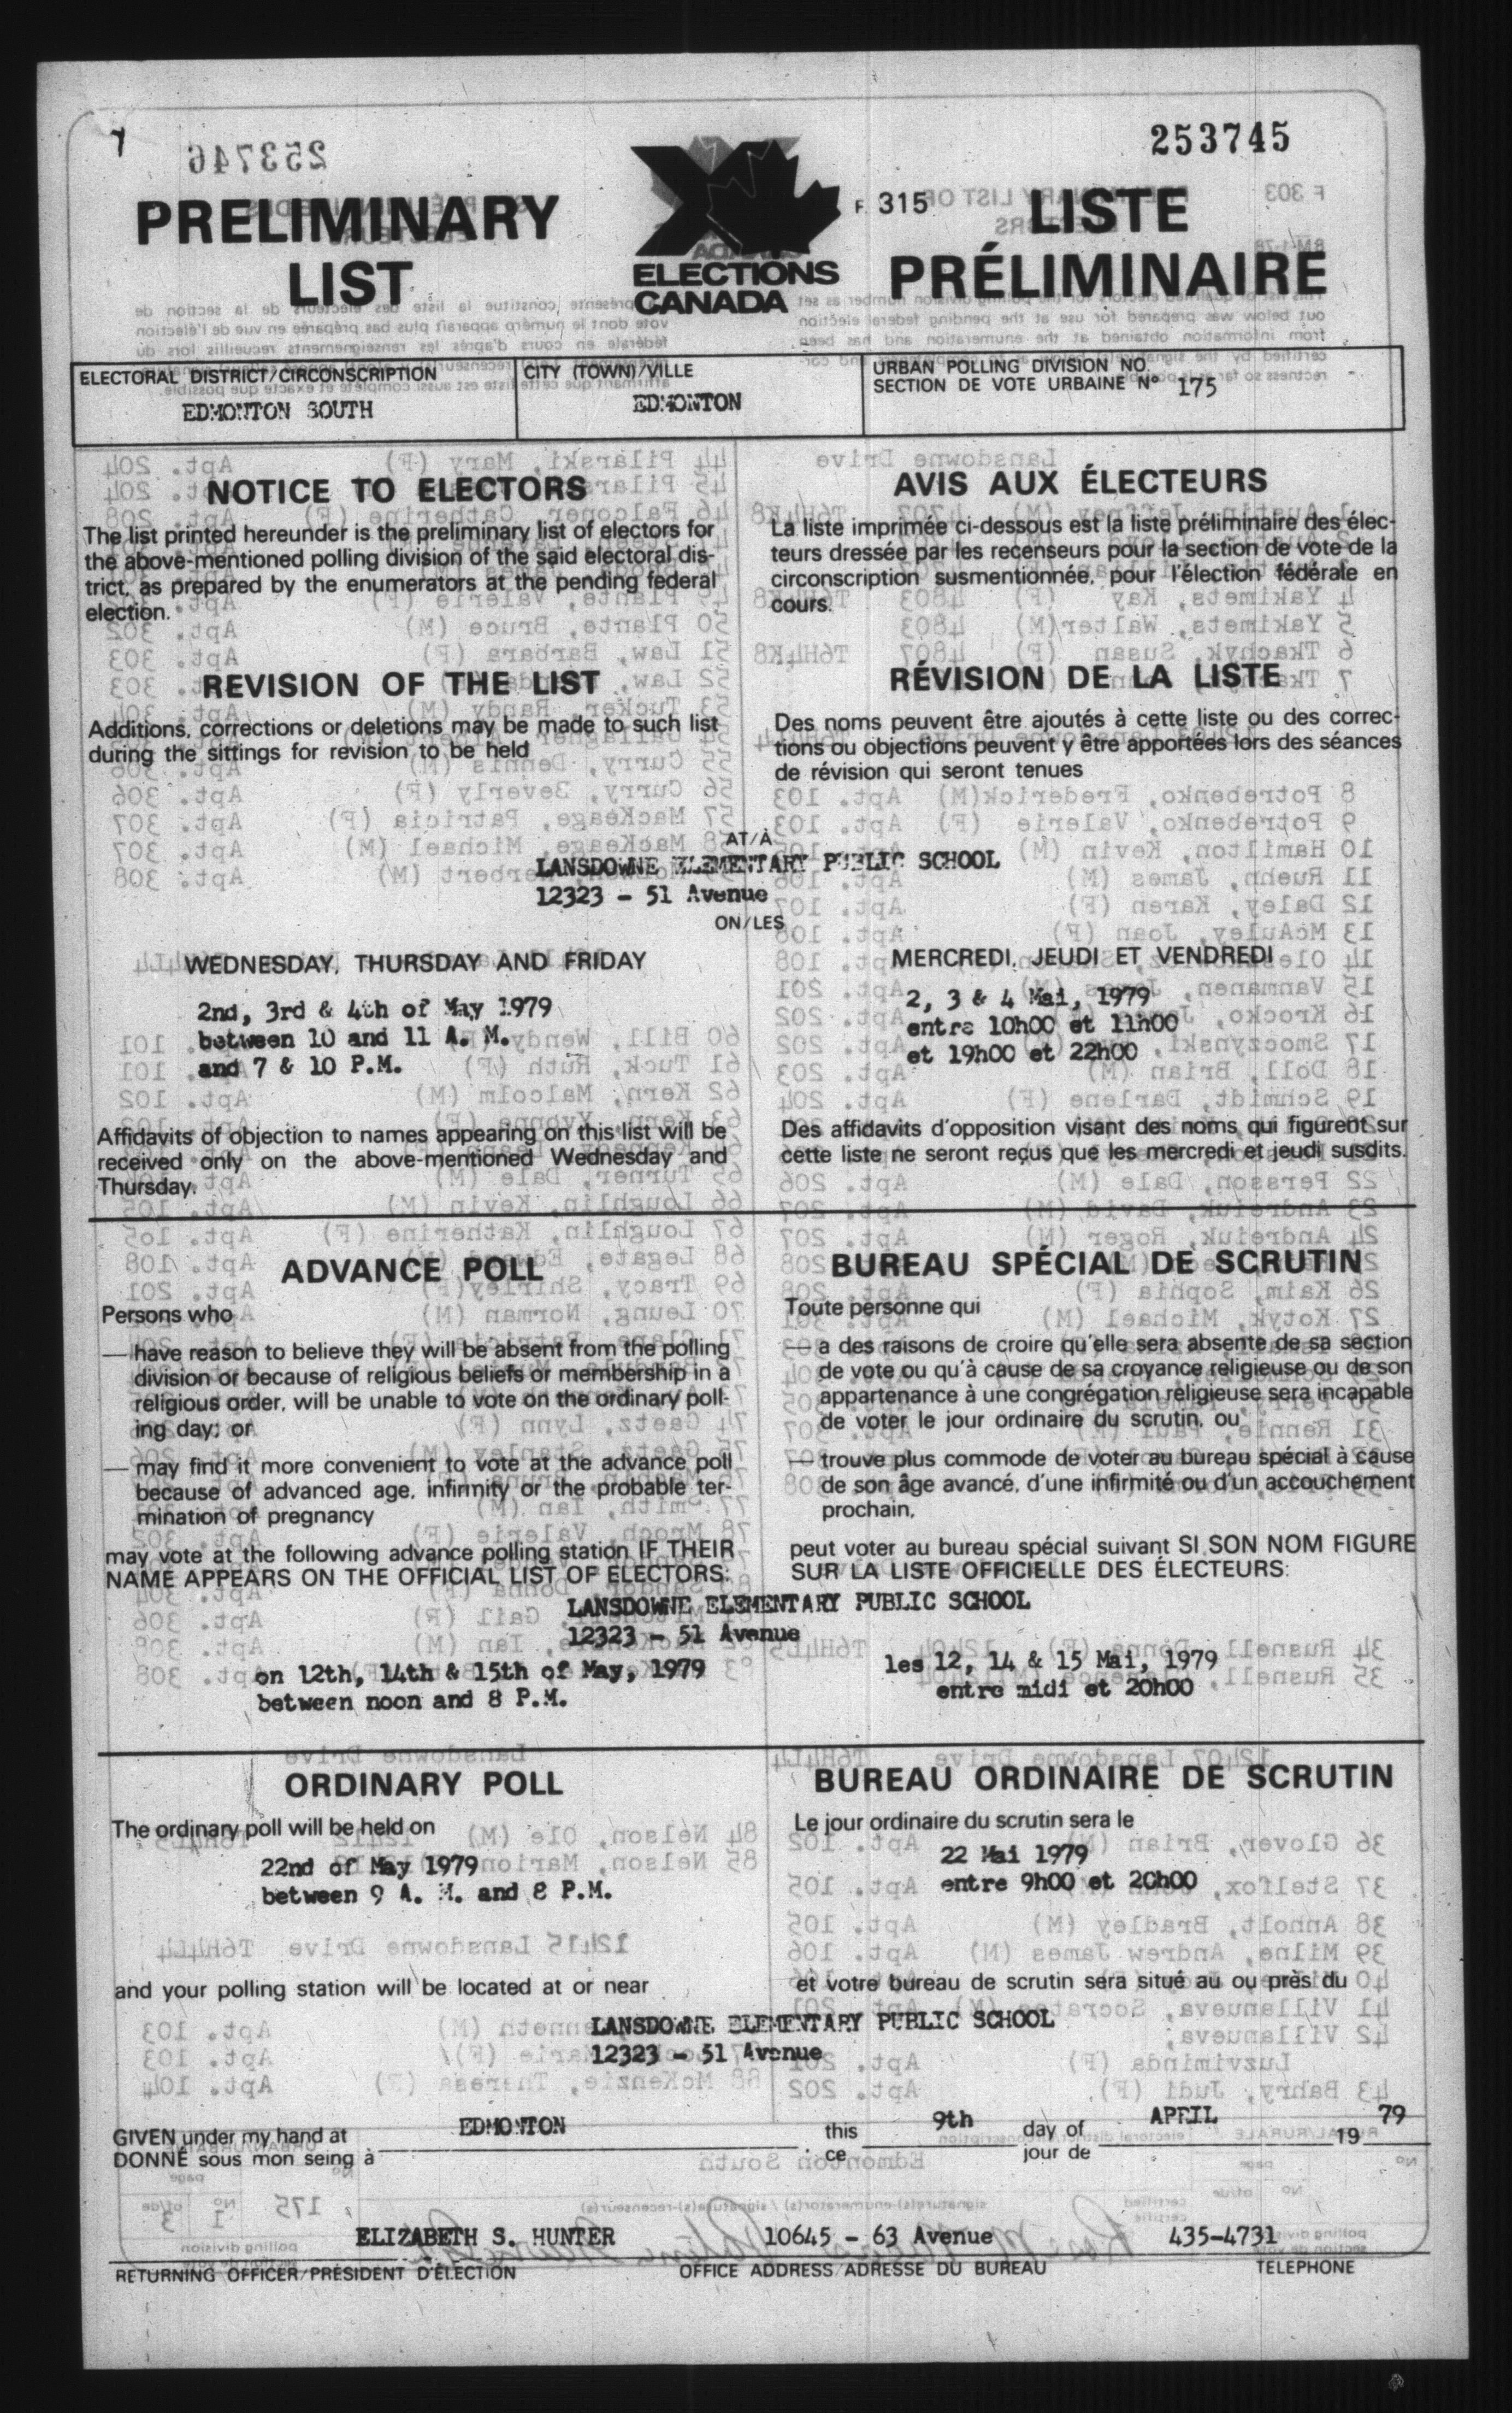 253745
PRELIMINARY
LIST
ELECTIONS
CANADA
F. 315
LISTE
PRÉLIMINAIRE
ELECTORAL DISTRICT/CIRCONSCRIPTION
EDMONTON SOUTH
CITY (TOWN)/VILLE
EDMONTON
URBAN POLLING DIVISION NO.
SECTION DE VOTE URBAINE N° 175
NOTICE TO ELECTORS
The list printed hereunder is the preliminary list of electors for
the above-mentioned polling division of the said electoral dis-
trict, as prepared by the enumerators at the pending federal
election.
AVIS AUX ÉLECTEURS
La liste imprimée ci-dessous est la liste préliminaire des élec-
teurs dressée par les recenseurs pour la section de vote de la
circonscription susmentionnée, pour l'élection fédérale en
cours.
REVISION OF THE LIST
Additions, corrections or deletions may be made to such list
during the sittings for revision to be held
RÉVISION DE LA LISTE
Des noms peuvent être ajoutés à cette liste ou des correc-
tions ou objections peuvent y être apportées lors des séances
de révision qui seront tenues
AT/À
LANSDOWNE ELEMENTARY PUBLIC SCHOOL
12323 - 51 Avenue
ON/LES
WEDNESDAY, THURSDAY AND FRIDAY
2nd, 3rd & 4th of May 1979
between 10 and 11 A. M.
and 7 & 10 P.M.
MERCREDI, JEUDI ET VENDREDI
2, 3 & 4 Mai, 1979
entre 10h00 et 11h00
et 19h00 et 22h00
Affidavits of objection to names appearing on this list will be
received only on the above-mentioned Wednesday and
Thursday.
Des affidavits d'opposition visant des noms qui figurent sur
cette liste ne seront reçus que les mercredi et jeudi susdits.
ADVANCE POLL
Persons who
— have reason to believe they will be absent from the polling
division or because of religious beliefs or membership in a
religious order, will be unable to vote on the ordinary poll-
ing day; or
— may find it more convenient to vote at the advance poll
because of advanced age, infirmity or the probable ter-
mination of pregnancy
may vote at the following advance polling station IF THEIR
NAME APPEARS ON THE OFFICIAL LIST OF ELECTORS:
BUREAU SPÉCIAL DE SCRUTIN
Toute personne qui
— a des raisons de croire qu'elle sera absente de sa section
de vote ou qu'à cause de sa croyance religieuse ou de son
appartenance à une congrégation religieuse sera incapable
de voter le jour ordinaire du scrutin, ou
— trouve plus commode de voter au bureau spécial à cause
de son âge avancé, d'une infirmité ou d'un accouchement
prochain,
peut voter au bureau spécial suivant SI SON NOM FIGURE
SUR LA LISTE OFFICIELLE DES ÉLECTEURS:
LANSDOWNE ELEMENTARY PUBLIC SCHOOL
12323 - 51 Avenue
on 12th, 14th & 15th of May, 1979
between noon and 8 P.M.
les 12, 14 & 15 Mai, 1979
entre midi et 20h00
ORDINARY POLL
The ordinary poll will be held on
22nd of May 1979
between 9 A. M. and 8 P.M.
and your polling station will be located at or near
BUREAU ORDINAIRE DE SCRUTIN
Le jour ordinaire du scrutin sera le
22 Mai 1979
entre 9h00 et 20h00
et votre bureau de scrutin sera situé au ou près du
LANSDOWNE ELEMENTARY PUBLIC SCHOOL
12323 - 51 Avenue
GIVEN under my hand at EDMONTON this 9th day of APRIL 1979
DONNÉ sous mon seing à ce jour de
ELIZABETH S. HUNTER 10645 - 63 Avenue 435-4731
RETURNING OFFICER/PRÉSIDENT D'ÉLECTION OFFICE ADDRESS/ADRESSE DU BUREAU TELEPHONE